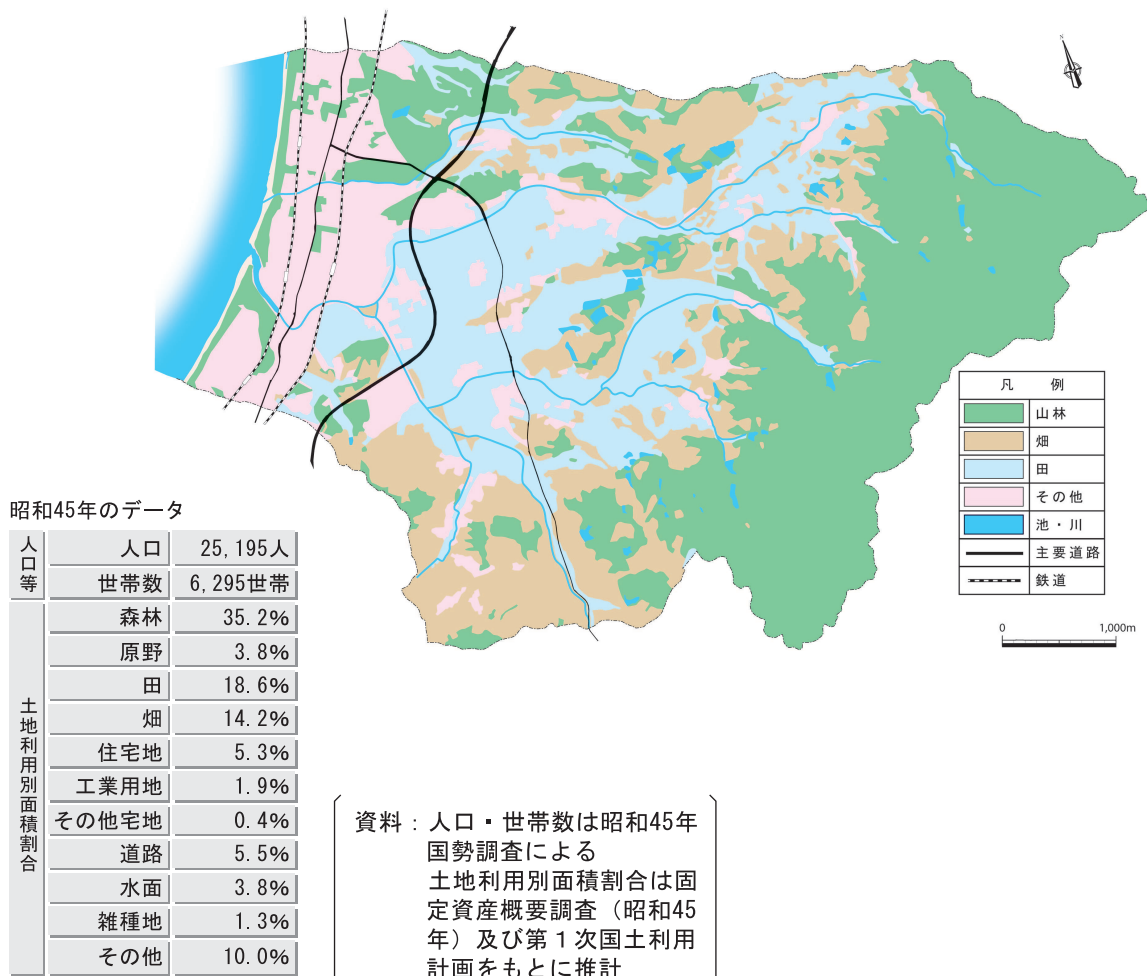 N
凡 例
山林
畑
田
その他
池・川
主要道路
鉄道
0 1,000m
昭和45年のデータ
人口等
人口 25,195人
世帯数 6,295世帯
土地利用別面積割合
森林 35.2%
原野 3.8%
田 18.6%
畑 14.2%
住宅地 5.3%
工業用地 1.9%
その他宅地 0.4%
道路 5.5%
水面 3.8%
雑種地 1.3%
その他 10.0%
資料：人口・世帯数は昭和45年
国勢調査による
土地利用別面積割合は固
定資産概要調査（昭和45
年）及び第１次国土利用
計画をもとに推計